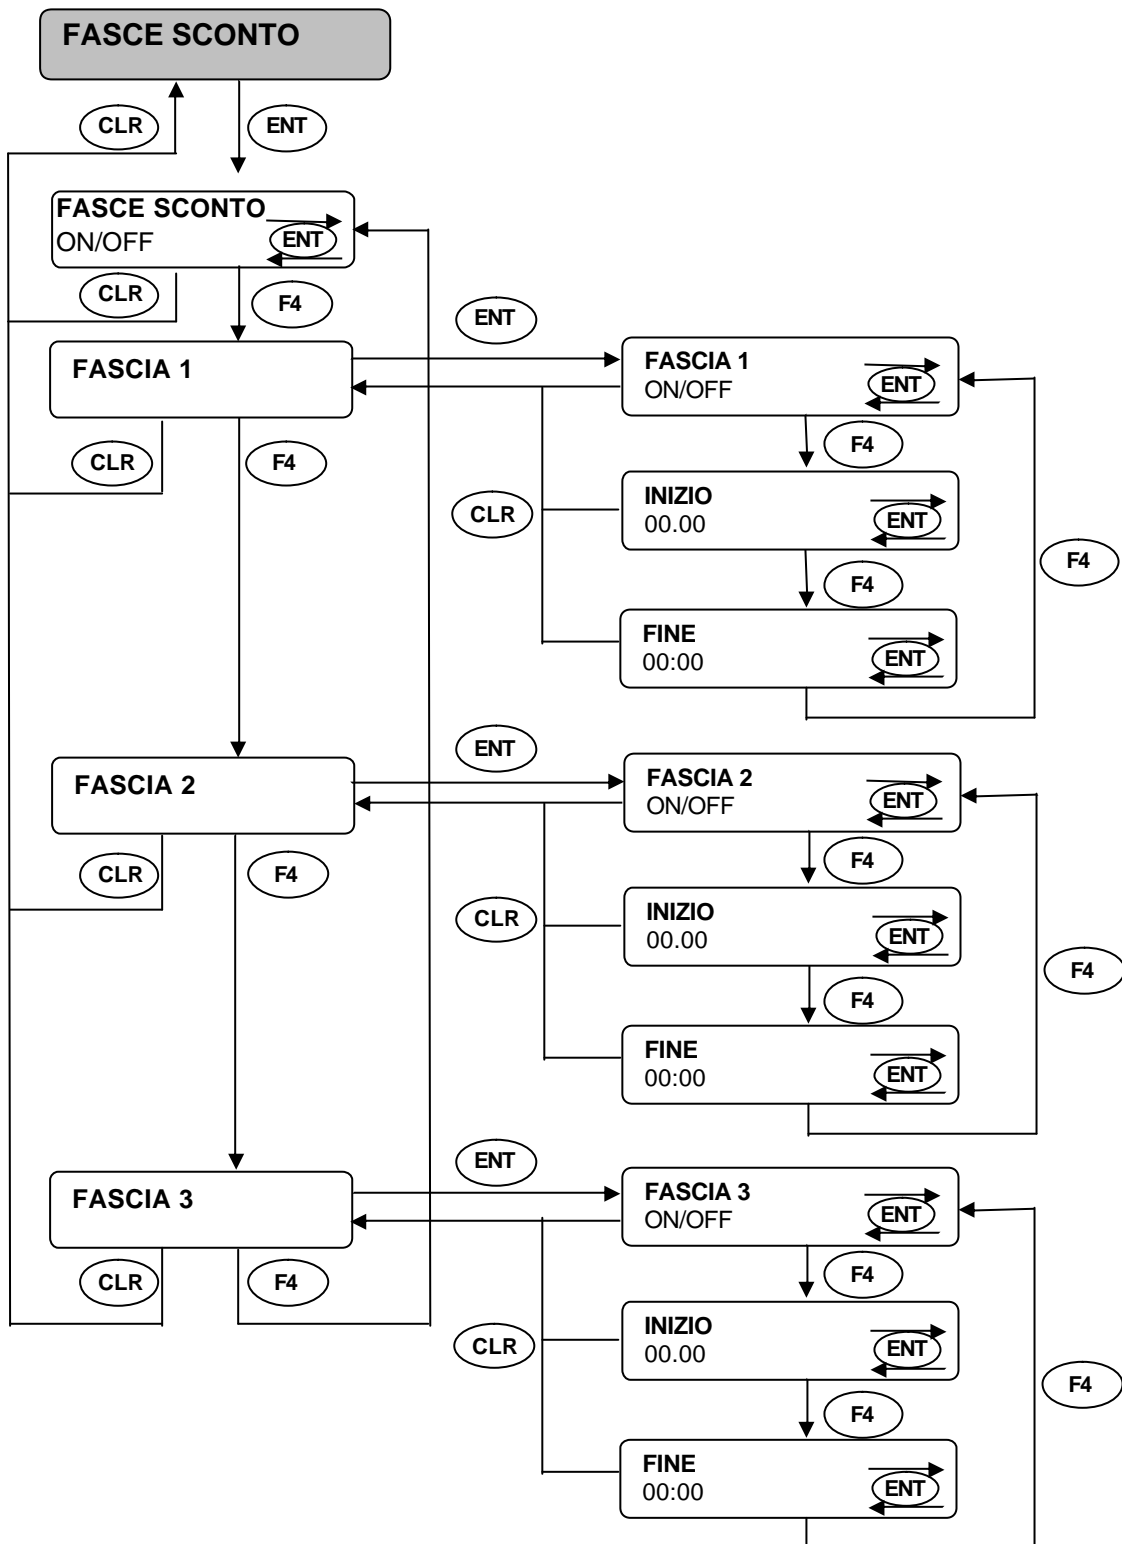 FASCE SCONTO
CLR
ENT
FASCE SCONTO
ON/OFF
ENT
CLR
F4
ENT
FASCIA 1
FASCIA 1
ON/OFF
ENT
CLR
F4
F4
INIZIO
00.00
ENT
CLR
F4
F4
FINE
00:00
ENT
ENT
FASCIA 2
FASCIA 2
ON/OFF
ENT
CLR
F4
F4
INIZIO
00.00
ENT
CLR
F4
F4
FINE
00:00
ENT
ENT
FASCIA 3
FASCIA 3
ON/OFF
ENT
CLR
F4
F4
INIZIO
00.00
ENT
CLR
F4
F4
FINE
00:00
ENT